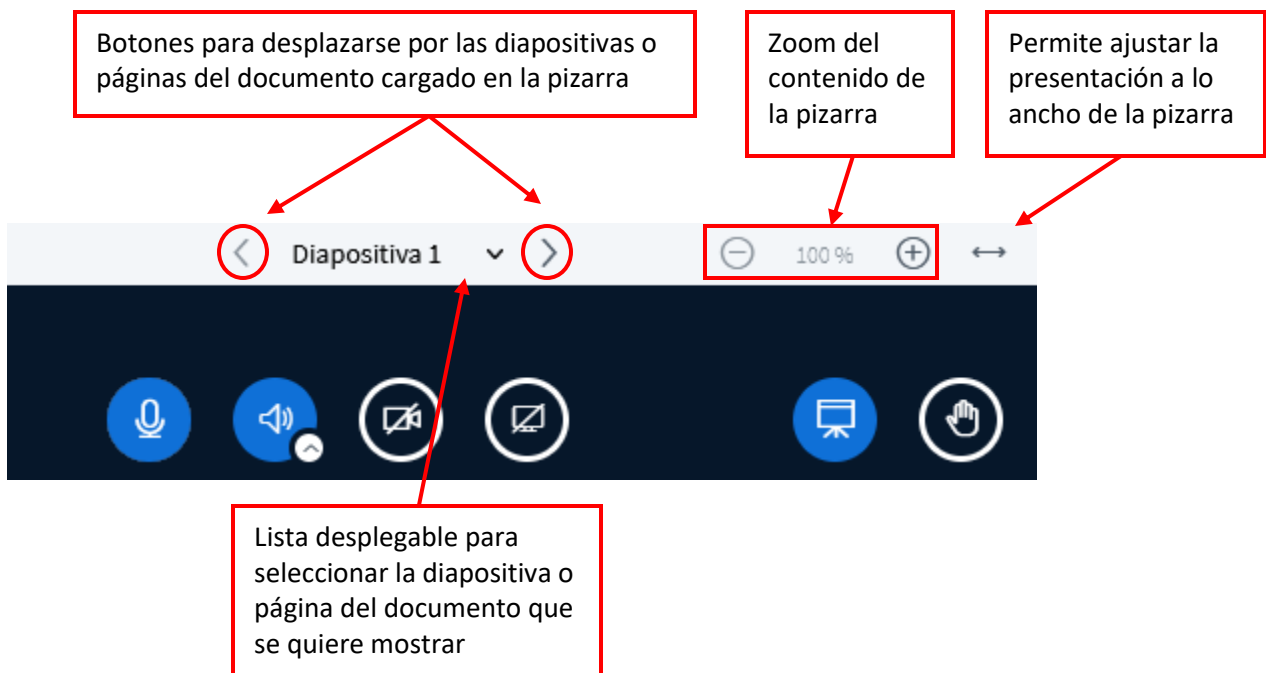 Botones para desplazarse por las diapositivas o
páginas del documento cargado en la pizarra
Zoom del
contenido de
la pizarra
Permite ajustar la
presentación a lo
ancho de la pizarra
Diapositiva 1
100 %
Lista desplegable para
seleccionar la diapositiva o
página del documento que
se quiere mostrar